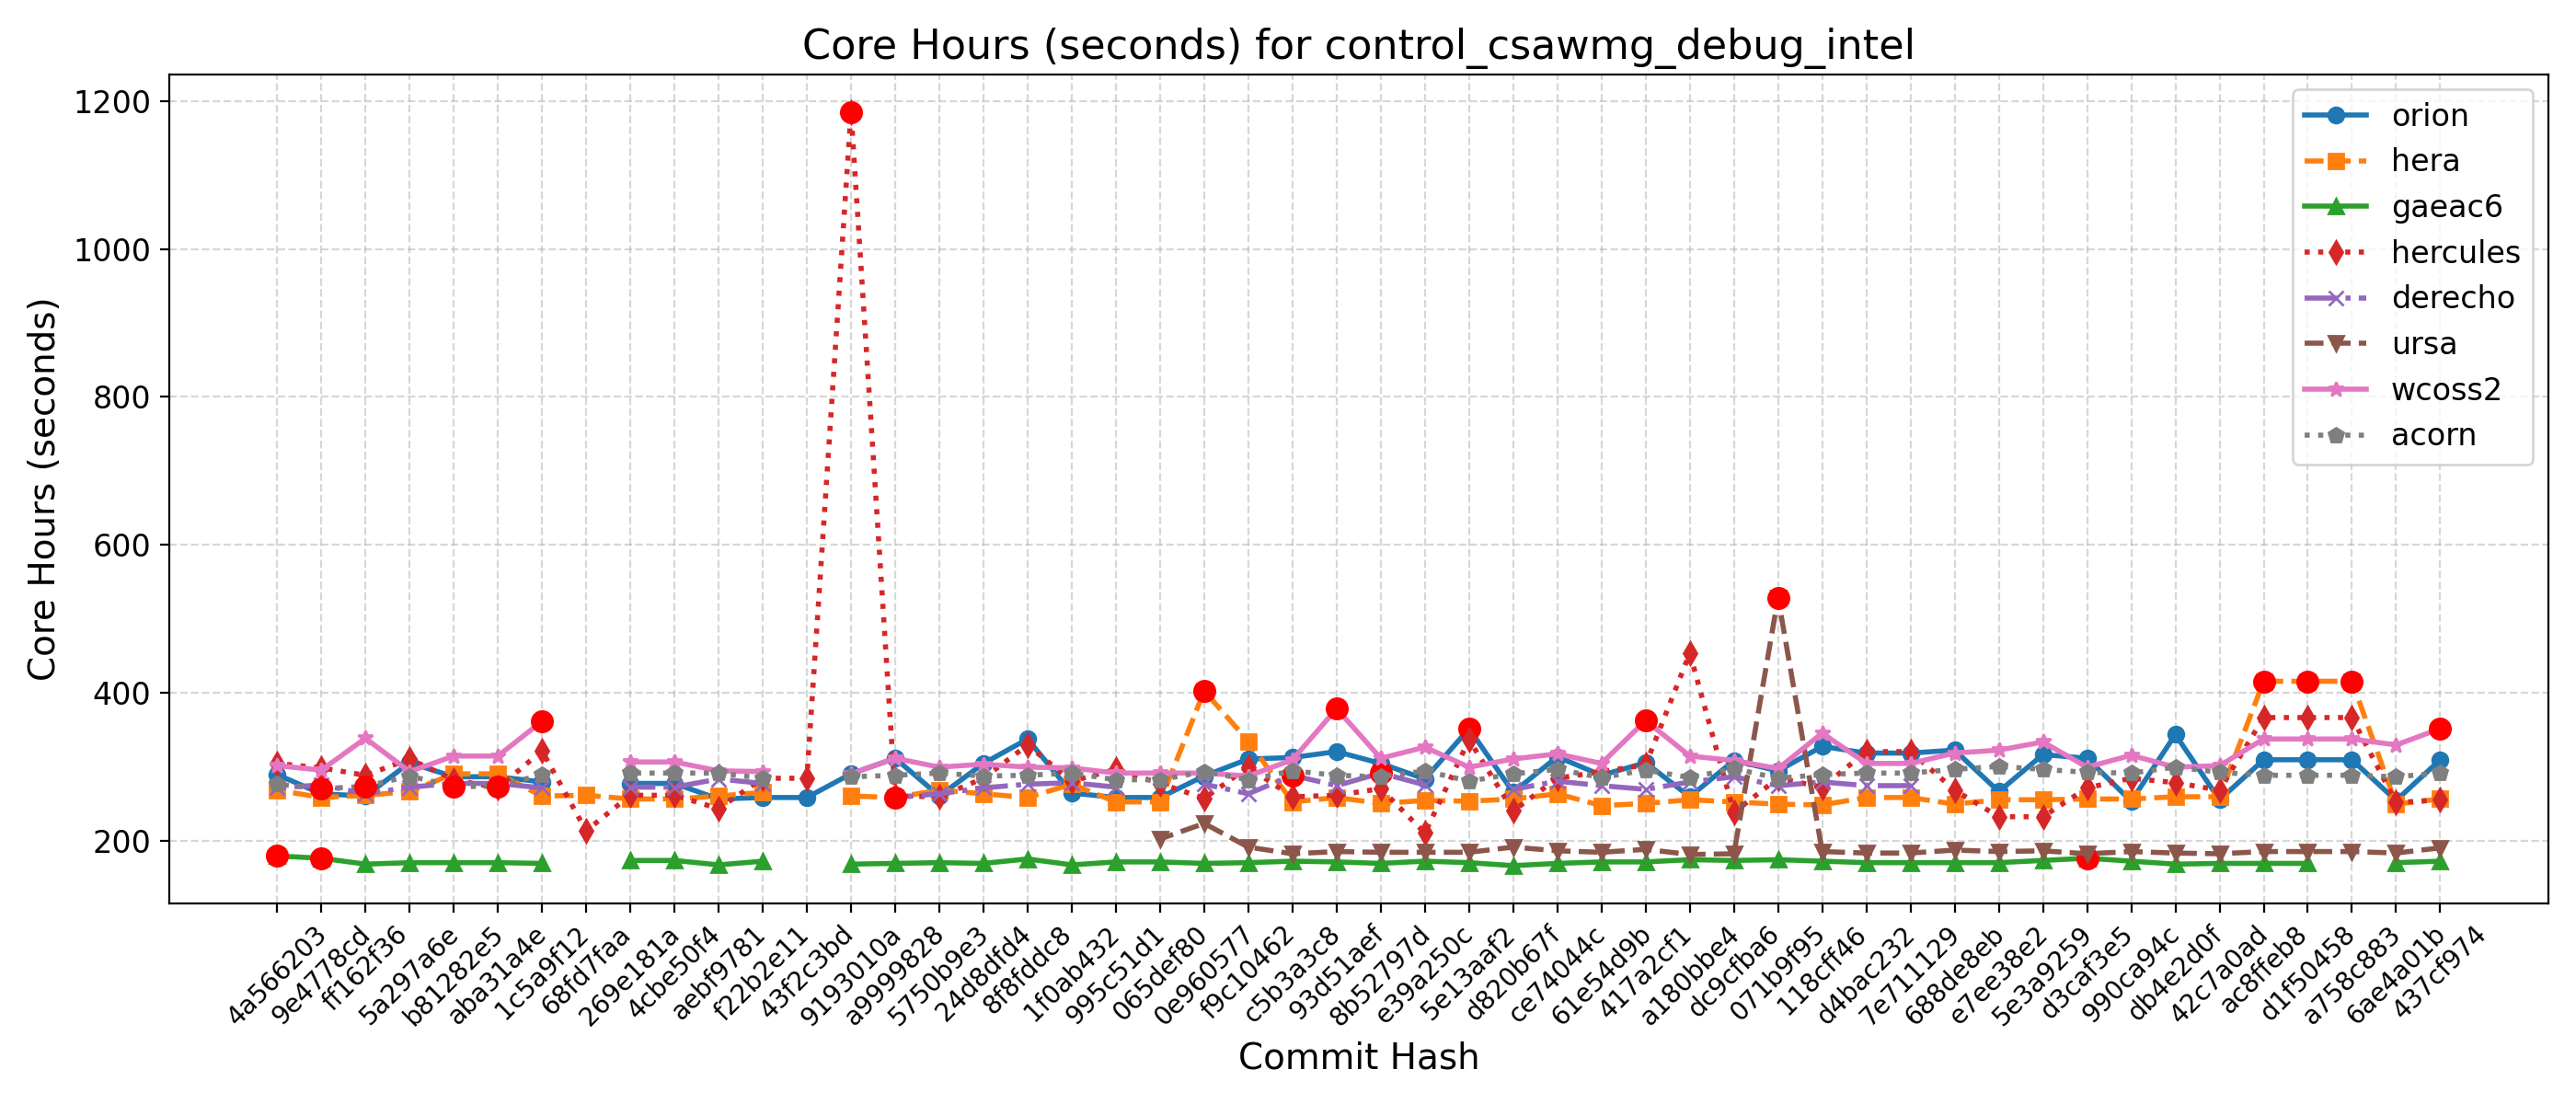 Core Hours (seconds) for control_csawmg_debug_intel
Core Hours (seconds)
1200
1000
800
600
400
200
orion
hera
gaeac6
hercules
derecho
ursa
wcoss2
acorn
4a566203
9e4778cd
ff162f36
5a297a6e
b81282e5
aba31a4e
1c5a9f12
68fd7faa
269e181a
4cbe50f4
aebf9781
f22b2e11
43f2c3bd
9193010a
a9999828
5750b9e3
24d8dfd4
8f8fddc8
1f0ab432
995c51d1
065def80
0e960577
f9c10462
c5b3a3c8
93d51aef
8b52797d
e39a250c
5e13aaf2
d820b67f
ce74044c
61e54d9b
417a2cf1
a180bbe4
dc9cfba6
071b9f95
118cff46
d4bac232
7e711129
688de8eb
e7ee38e2
5e3a9259
d3caf3e5
990ca94c
db4e2d0f
42c7a0ad
ac8ffeb8
d1f50458
a758c883
6ae4a01b
437cf974
Commit Hash